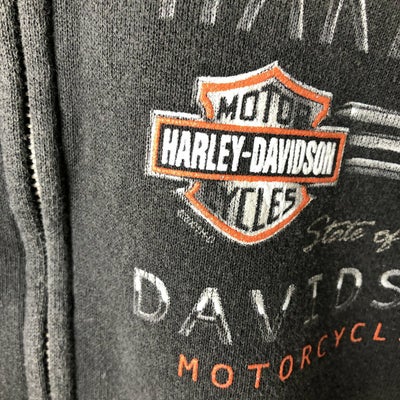 MOTOR
HARLEY-DAVIDSON
CYCLES
State of
DAVIDS
MOTORCYCL